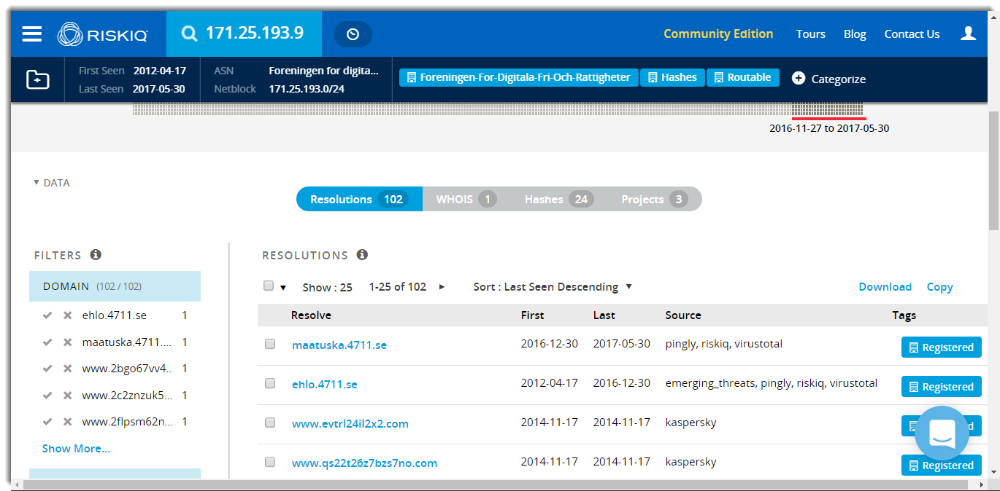 RISKIQ 171.25.193.9 Community Edition Tours Blog Contact Us
First Seen 2012-04-17 ASN Foreningen for digita... Foreningen-For-Digitala-Fri-Och-Rattigheter Hashes Routable Categorize
Last Seen 2017-05-30 Netblock 171.25.193.0/24
2016-11-27 to 2017-05-30
DATA
Resolutions 102 WHOIS 1 Hashes 24 Projects 3
FILTERS
DOMAIN (102 / 102)
ehlo.4711.se 1
maatuska.4711.... 1
www.2bgo67vv4.. 1
www.2c2znzuk5... 1
www.2flpsm62n... 1
Show More...
RESOLUTIONS
Show : 25 1-25 of 102 Sort : Last Seen Descending Download Copy
Resolve First Last Source Tags
maatuska.4711.se 2016-12-30 2017-05-30 pingly, riskiq, virustotal Registered
ehlo.4711.se 2012-04-17 2016-12-30 emerging_threats, pingly, riskiq, virustotal Registered
www.evtrl24il2x2.com 2014-11-17 2014-11-17 kaspersky
www.qs22t26z7bzs7no.com 2014-11-17 2014-11-17 kaspersky Registered